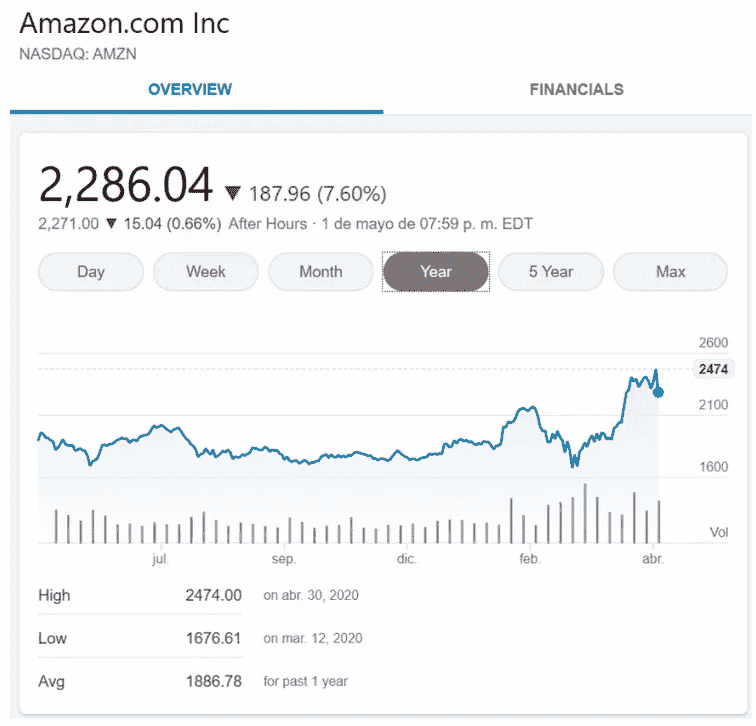 Amazon.com Inc
NASDAQ: AMZN
OVERVIEW FINANCIALS
2,286.04 ▼ 187.96 (7.60%)
2,271.00 ▼ 15.04 (0.66%) After Hours · 1 de mayo de 07:59 p. m. EDT
Day Week Month Year 5 Year Max
2600
2474
2100
1600
Vol
jul. sep. dic. feb. abr.
High 2474.00 on abr. 30, 2020
Low 1676.61 on mar. 12, 2020
Avg 1886.78 for past 1 year